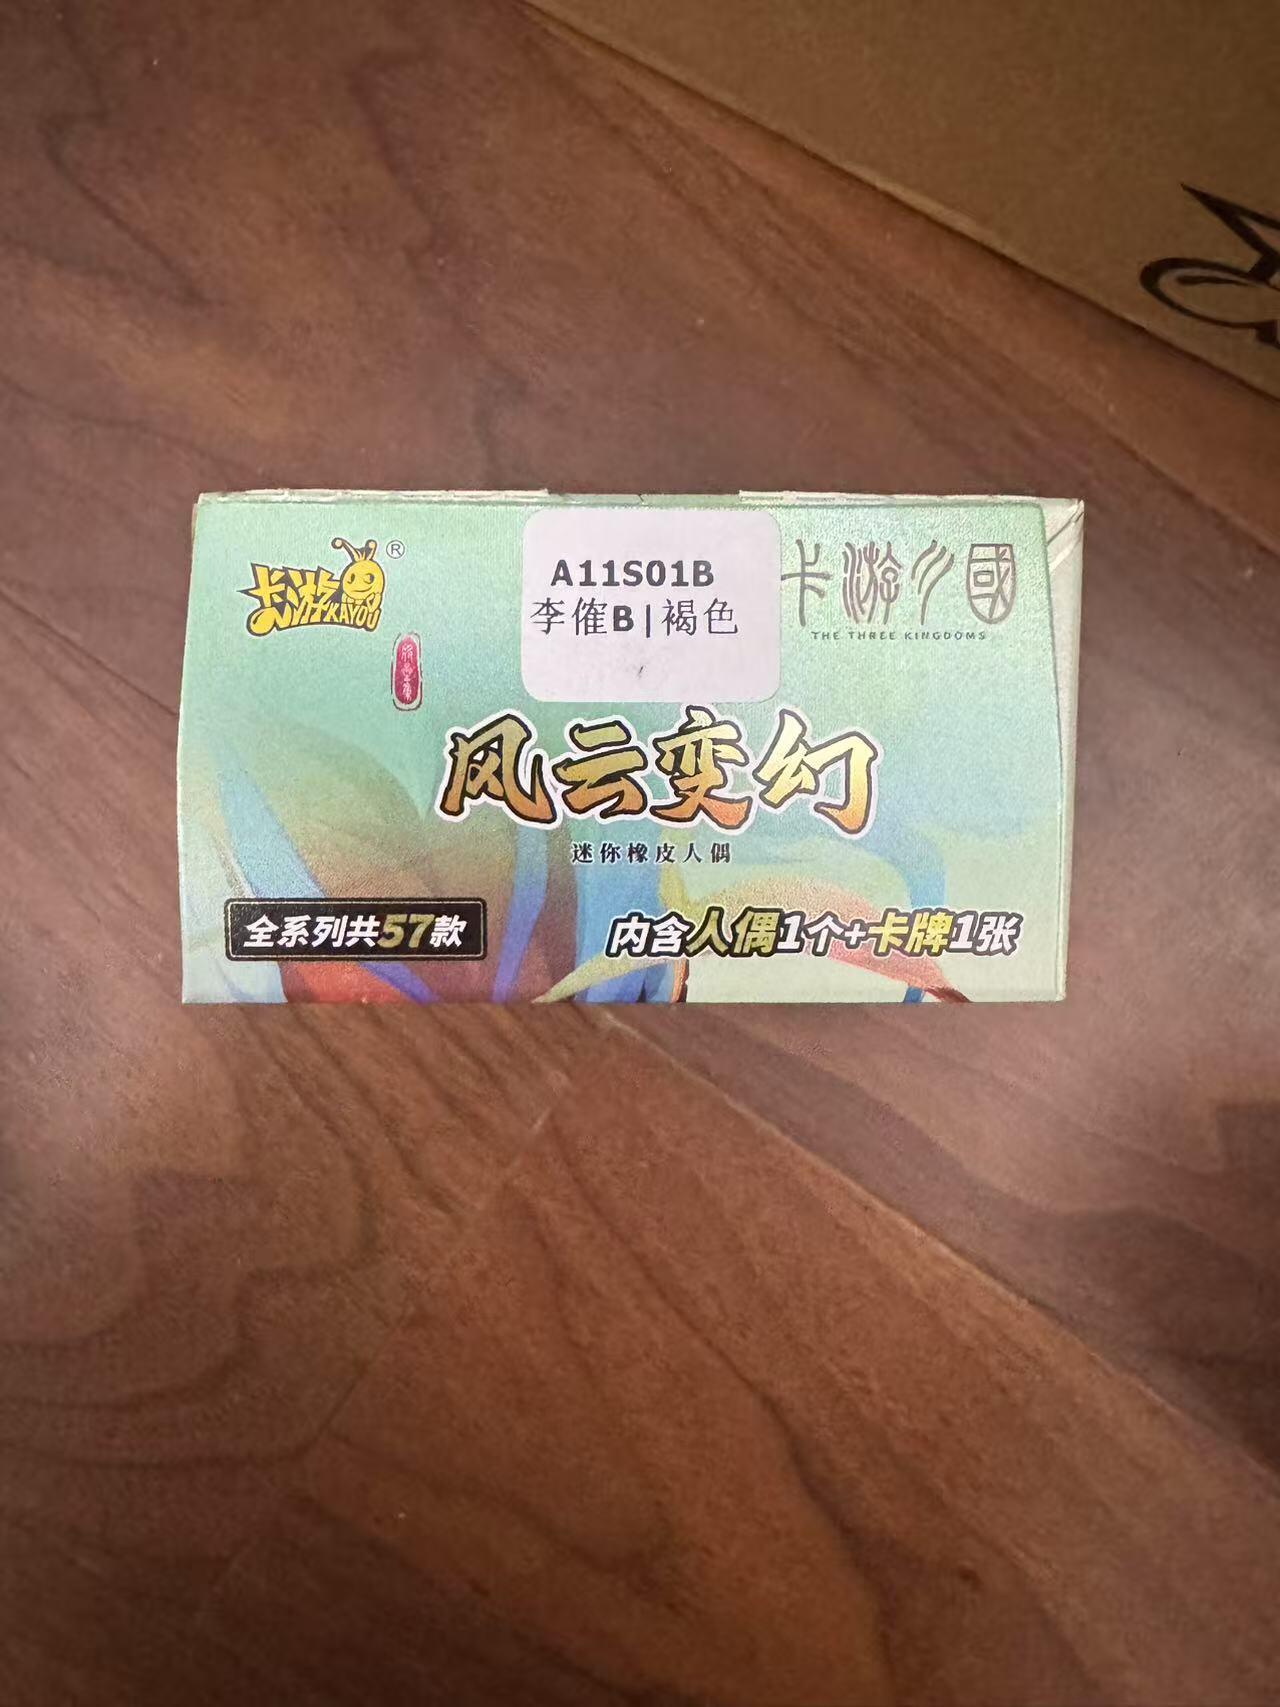 卡游
KAYOU
®
A11S01B
李傕B|褐色
卡游三國
THE THREE KINGDOMS
风云变幻
迷你橡皮人偶
全系列共57款
内含人偶1个+卡牌1张